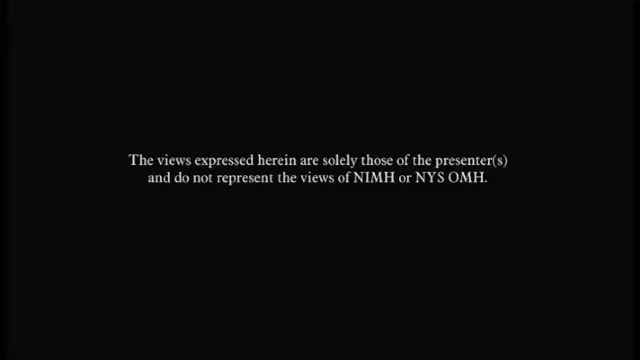 The views expressed herein are solely those of the presenter(s)
and do not represent the views of NIMH or NYS OMH.